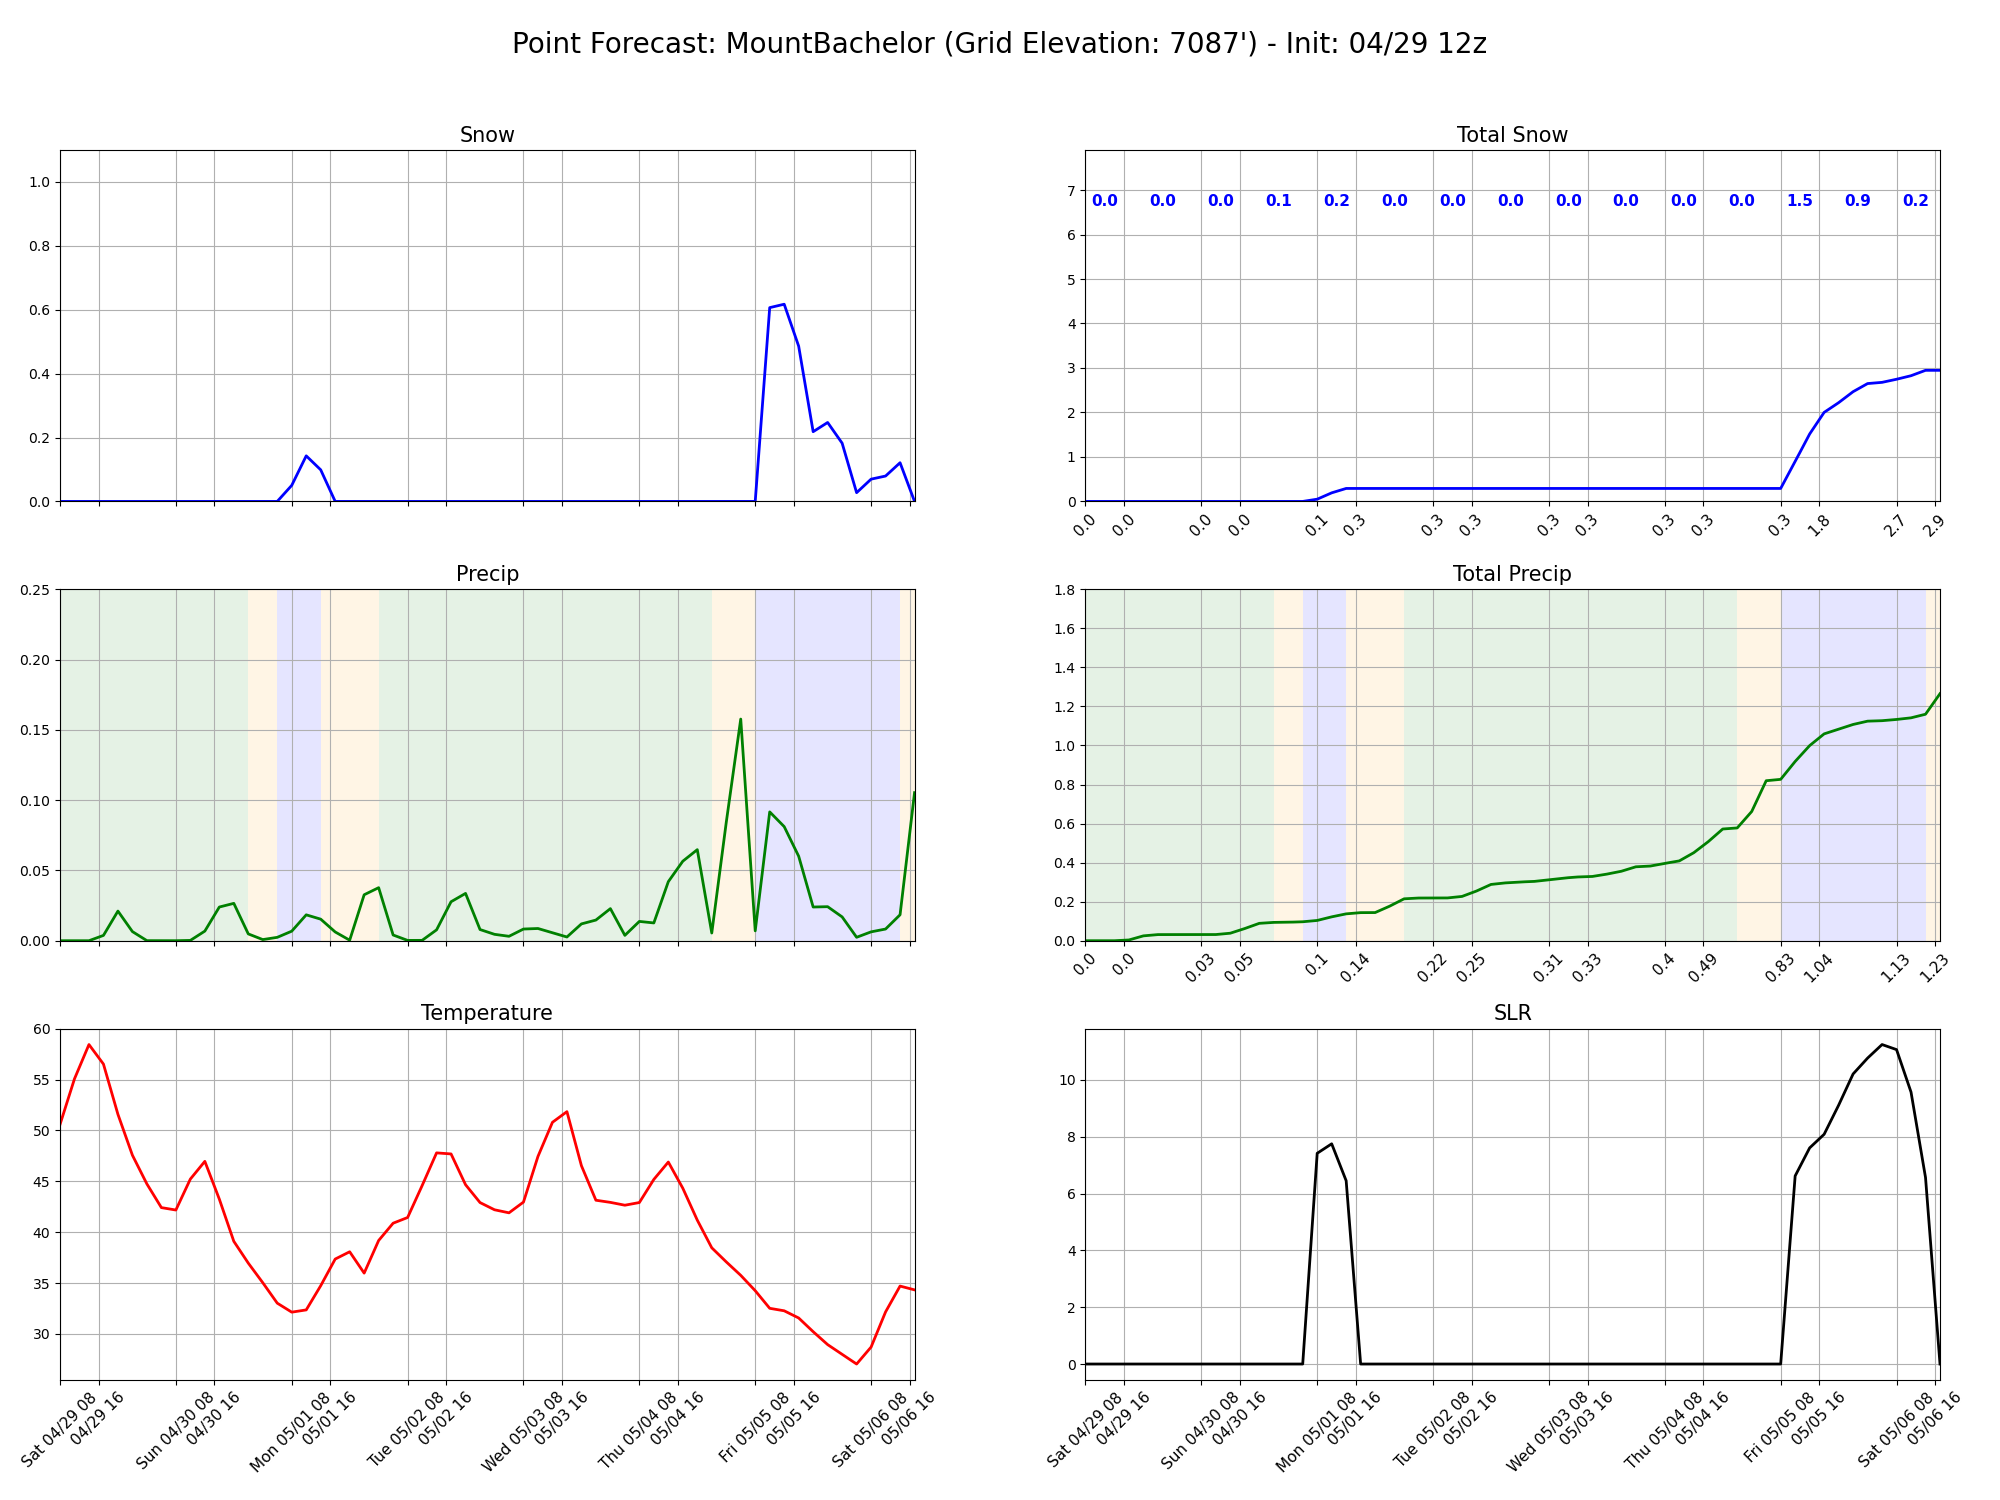 Point Forecast: MountBachelor (Grid Elevation: 7087') - Init: 04/29 12z
Snow
1.0
0.8
0.6
0.4
0.2
0.0
Total Snow
7
6
5
4
3
2
1
0
0.0 0.0 0.0 0.1 0.2 0.0 0.0 0.0 0.0 0.0 0.0 0.0 1.5 0.9 0.2
0.0 0.0 0.0 0.0 0.1 0.3 0.3 0.3 0.3 0.3 0.3 0.3 0.3 1.8 2.7 2.9
Precip
0.25
0.20
0.15
0.10
0.05
0.00
Total Precip
1.8
1.6
1.4
1.2
1.0
0.8
0.6
0.4
0.2
0.0
0.0 0.0 0.03 0.05 0.1 0.14 0.22 0.25 0.31 0.33 0.4 0.49 0.83 1.04 1.13 1.23
Temperature
60
55
50
45
40
35
30
Sat 04/29 08
04/29 16
Sun 04/30 08
04/30 16
Mon 05/01 08
05/01 16
Tue 05/02 08
05/02 16
Wed 05/03 08
05/03 16
Thu 05/04 08
05/04 16
Fri 05/05 08
05/05 16
Sat 05/06 08
05/06 16
SLR
10
8
6
4
2
0
Sat 04/29 08
04/29 16
Sun 04/30 08
04/30 16
Mon 05/01 08
05/01 16
Tue 05/02 08
05/02 16
Wed 05/03 08
05/03 16
Thu 05/04 08
05/04 16
Fri 05/05 08
05/05 16
Sat 05/06 08
05/06 16